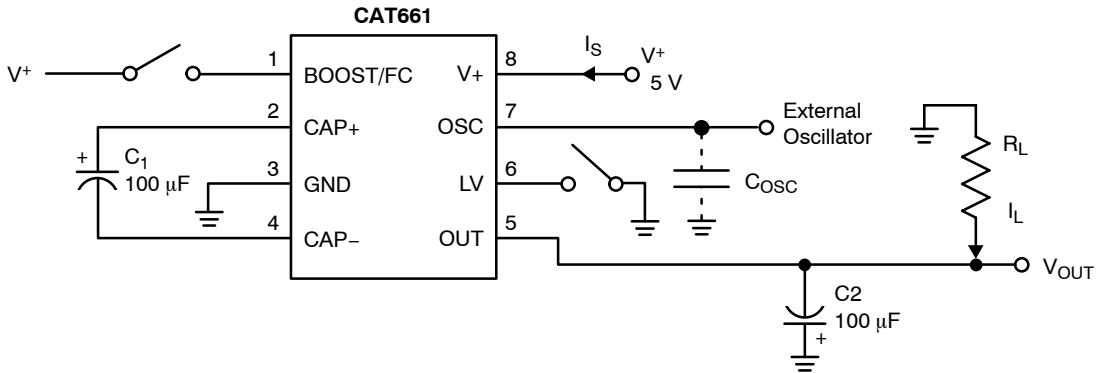 CAT661
V+
1
BOOST/FC
V+
8
IS
V+
5 V
2
CAP+
OSC
7
External
Oscillator
+
C1
100 µF
3
GND
LV
6
COSC
RL
IL
4
CAP−
OUT
5
VOUT
C2
100 µF
+